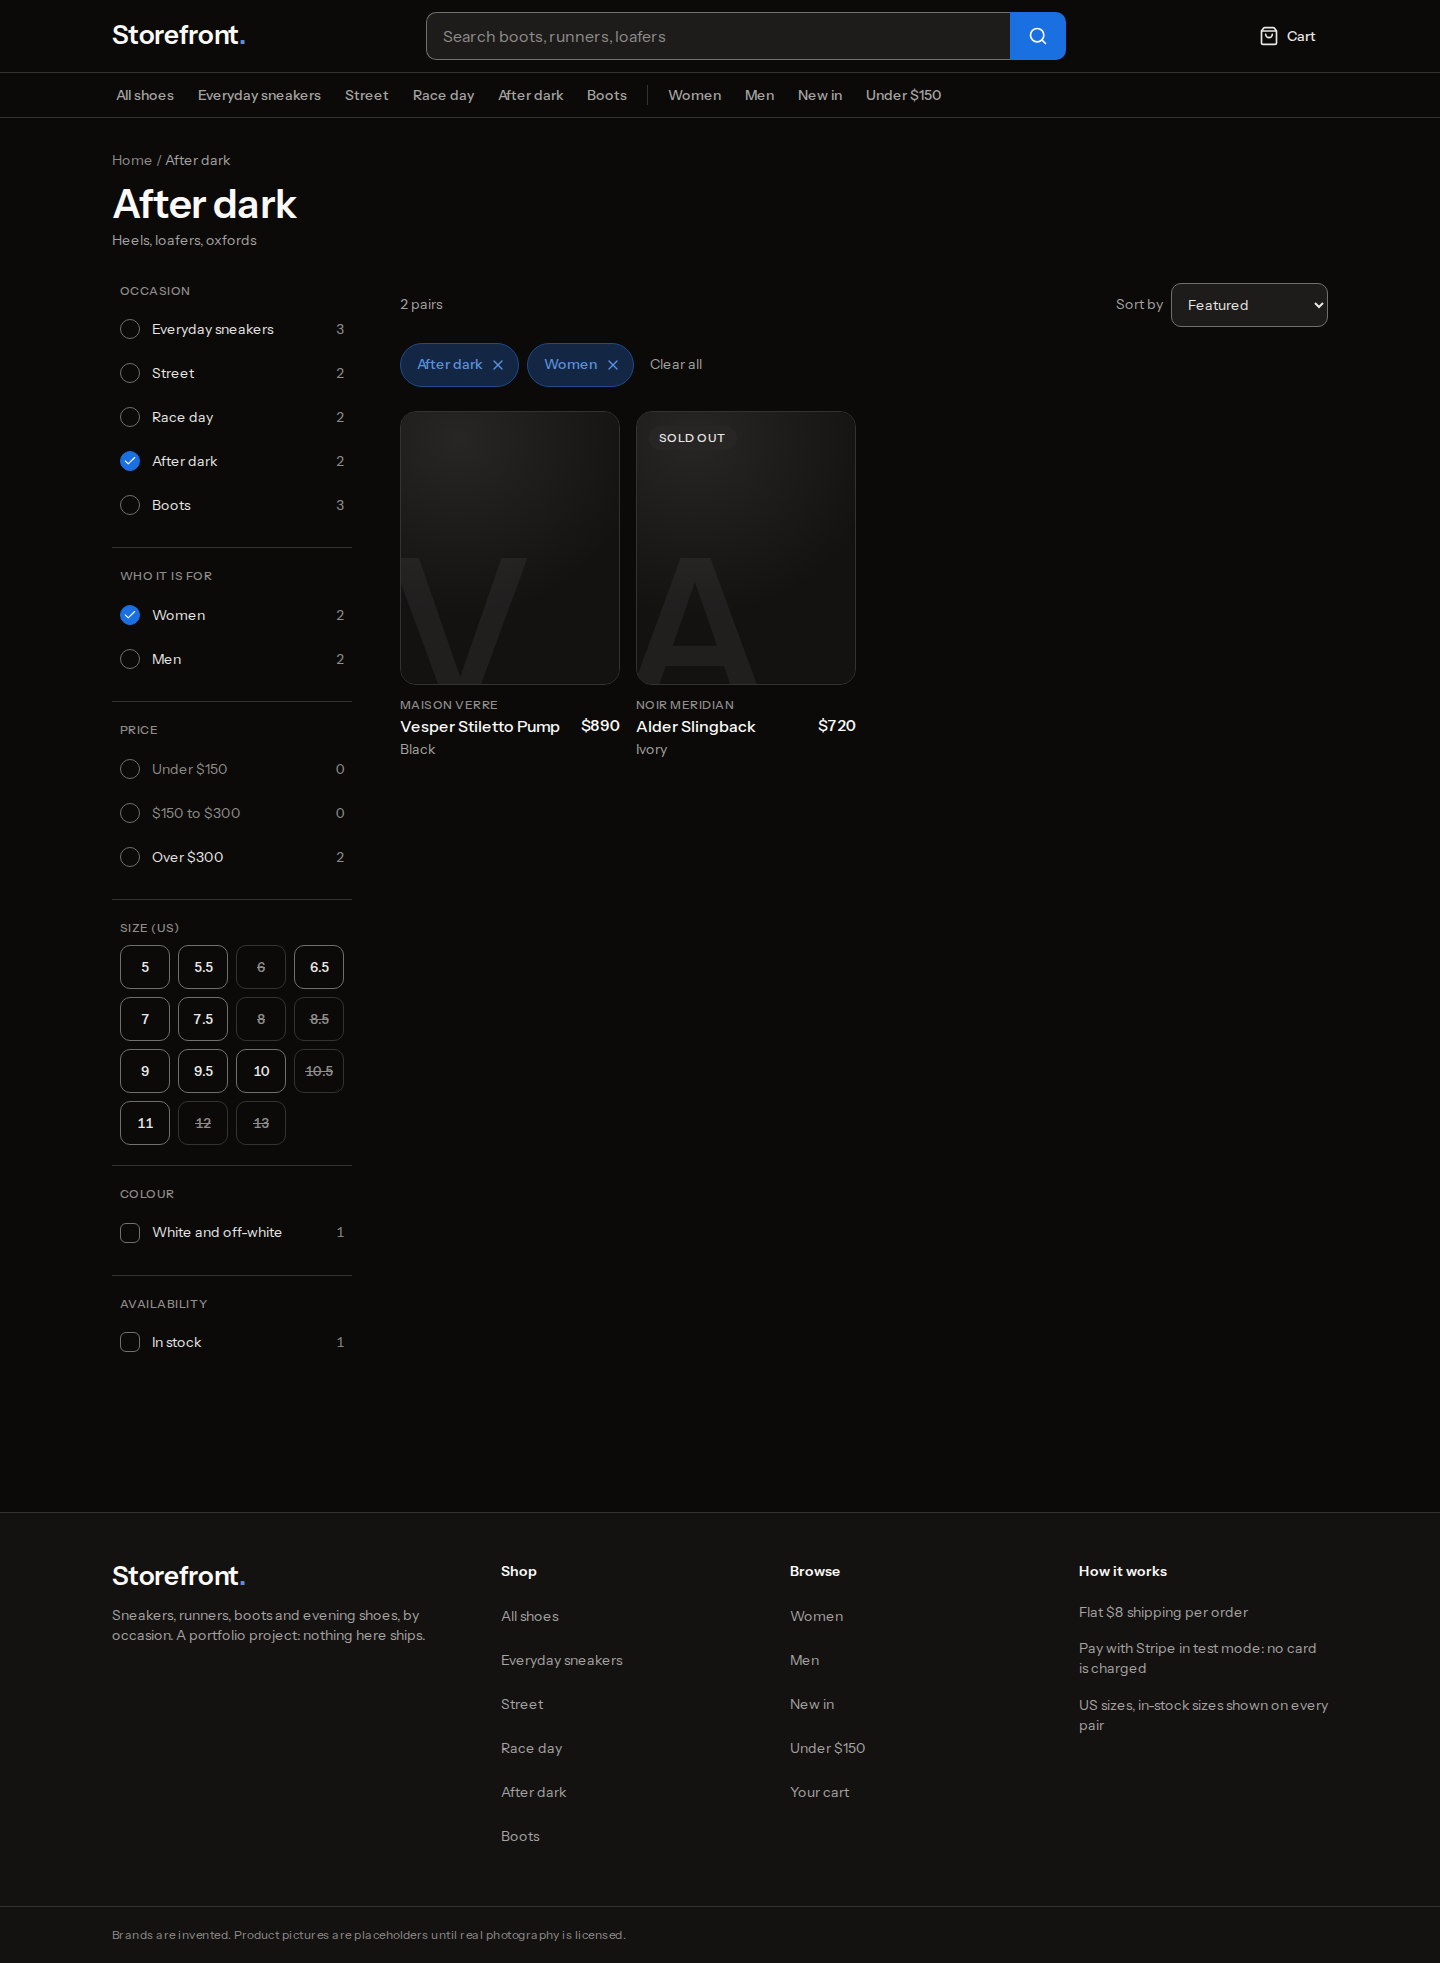 Storefront.
Search boots, runners, loafers
Cart
All shoes Everyday sneakers Street Race day After dark Boots Women Men New in Under $150
Home / After dark
After dark
Heels, loafers, oxfords
OCCASION
Everyday sneakers 3
Street 2
Race day 2
After dark 2
Boots 3
WHO IT IS FOR
Women 2
Men 2
PRICE
Under $150 0
$150 to $300 0
Over $300 2
SIZE (US)
5 5.5 6 6.5
7 7.5 8 8.5
9 9.5 10 10.5
11 12 13
COLOUR
White and off-white 1
AVAILABILITY
In stock 1
2 pairs
Sort by Featured
After dark Women Clear all
V
MAISON VERRE
Vesper Stiletto Pump $890
Black
SOLD OUT
A
NOIR MERIDIAN
Alder Slingback $720
Ivory
Storefront.
Sneakers, runners, boots and evening shoes, by
occasion. A portfolio project: nothing here ships.
Shop
All shoes
Everyday sneakers
Street
Race day
After dark
Boots
Browse
Women
Men
New in
Under $150
Your cart
How it works
Flat $8 shipping per order
Pay with Stripe in test mode: no card
is charged
US sizes, in-stock sizes shown on every
pair
Brands are invented. Product pictures are placeholders until real photography is licensed.